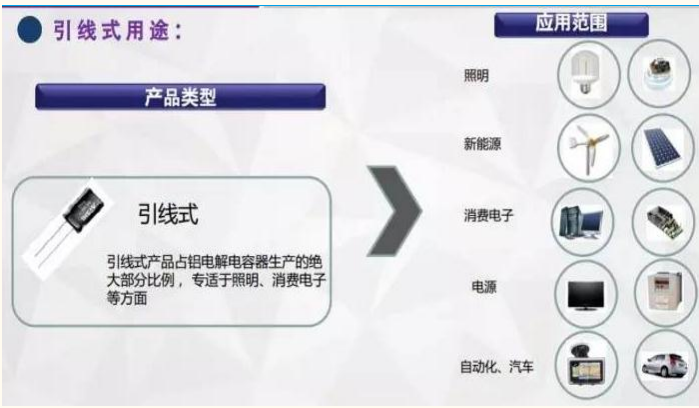 引线式用途：
应用范围
产品类型
照明
新能源
引线式
消费电子
引线式产品占铝电解电容器生产的绝
大部分比例，专适于照明、消费电子
等方面
电源
自动化、汽车